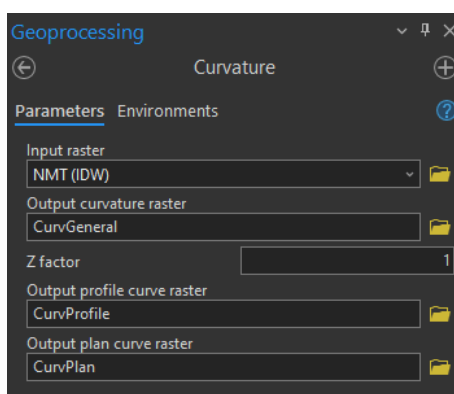 Geoprocessing
Curvature
Parameters Environments
Input raster
NMT (IDW)
Output curvature raster
CurvGeneral
Z factor 1
Output profile curve raster
CurvProfile
Output plan curve raster
CurvPlan